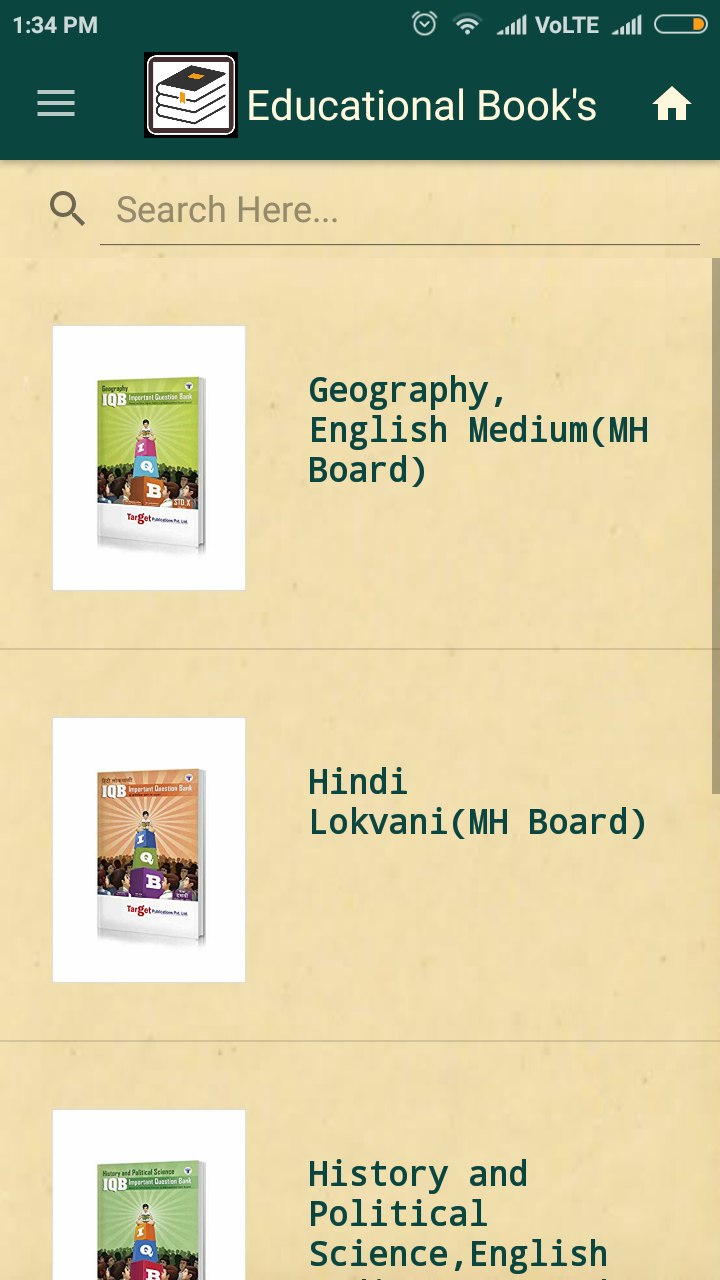 1:34 PM
VoLTE
Educational Book's
Search Here...
Geography
IQB Important Question Bank
I
Q
B
STD X
Target Publications Pvt. Ltd.
Geography,
English Medium(MH
Board)
हिंदी लोकवाणी
IQB Important Question Bank
I
Q
B
Target Publications Pvt. Ltd.
Hindi
Lokvani(MH Board)
History and Political Science
IQB Important Question Bank
I
Q
B
History and
Political
Science,English